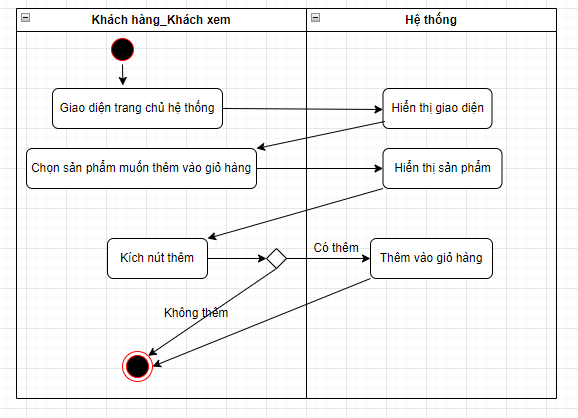 Khách hàng_Khách xem
Hệ thống
Giao diện trang chủ hệ thống
Hiển thị giao diện
Chọn sản phẩm muốn thêm vào giỏ hàng
Hiển thị sản phẩm
Kích nút thêm
Có thêm
Thêm vào giỏ hàng
Không thêm